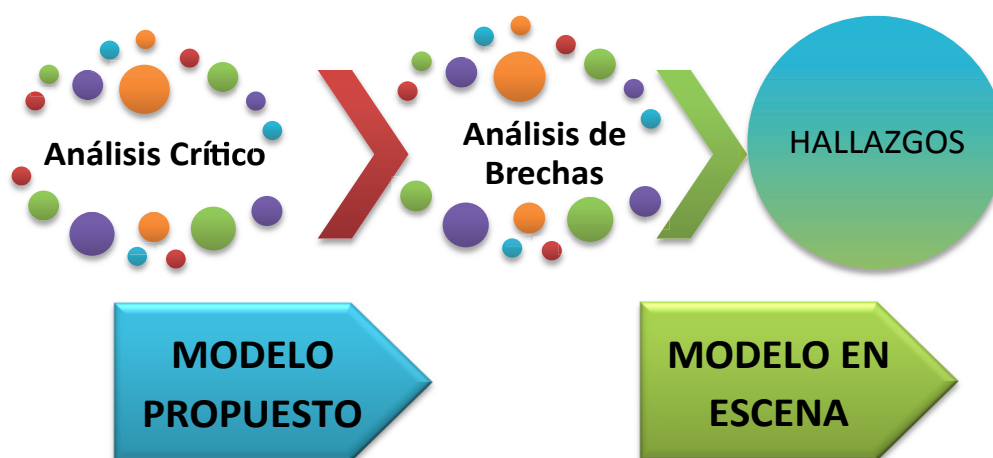 Análisis Crítico
Análisis de
Brechas
HALLAZGOS
MODELO
PROPUESTO
MODELO EN
ESCENA